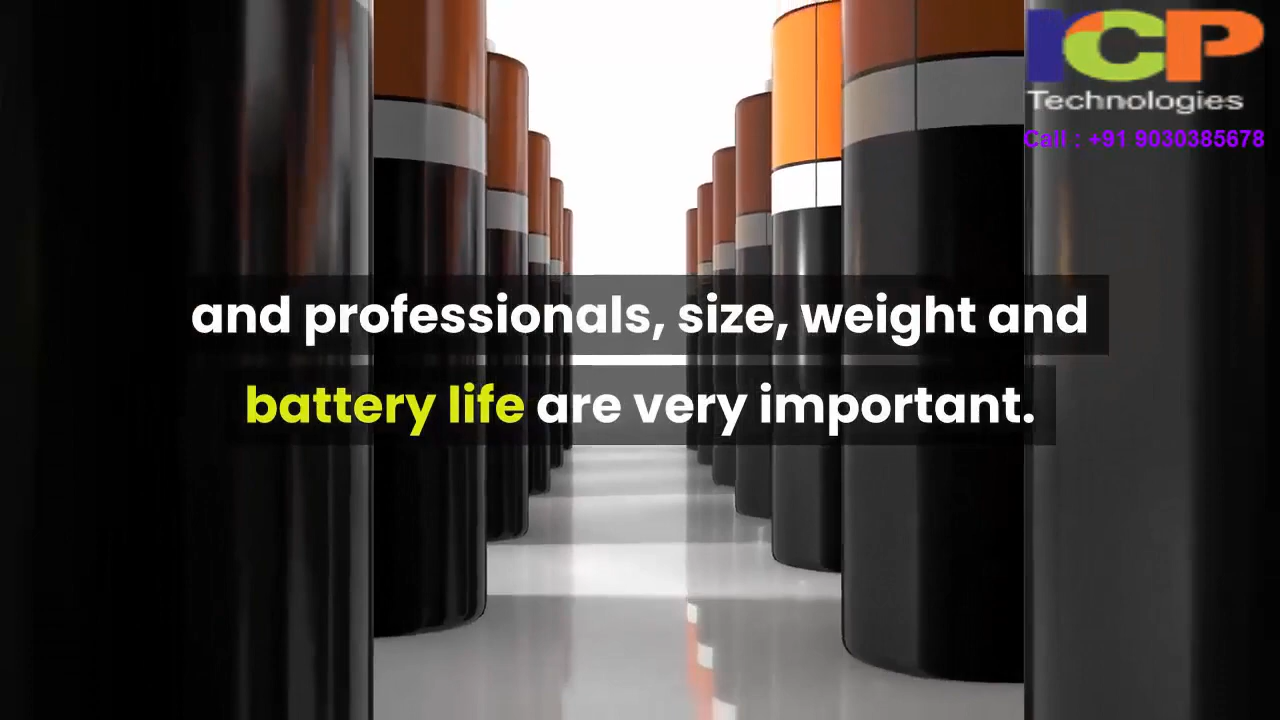 ICP
Technologies
Call : +91 9030385678
and professionals, size, weight and
battery life are very important.